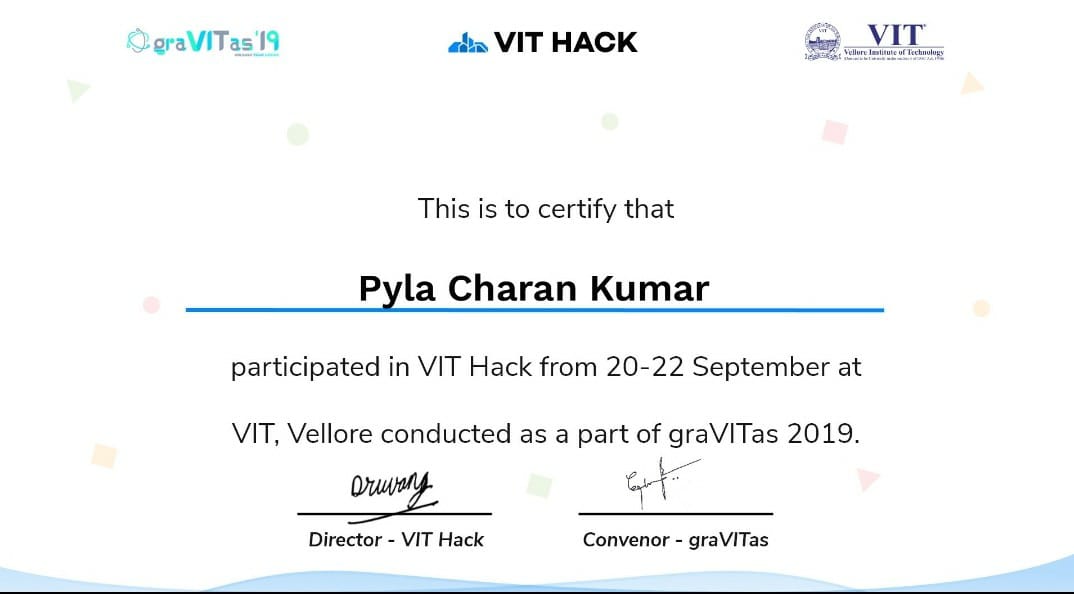 graVITas'19
VIT HACK
VIT
Vellore Institute of Technology
This is to certify that
Pyla Charan Kumar
participated in VIT Hack from 20-22 September at
VIT, Vellore conducted as a part of graVITas 2019.
Druvang
Director - VIT Hack
Convenor - graVITas